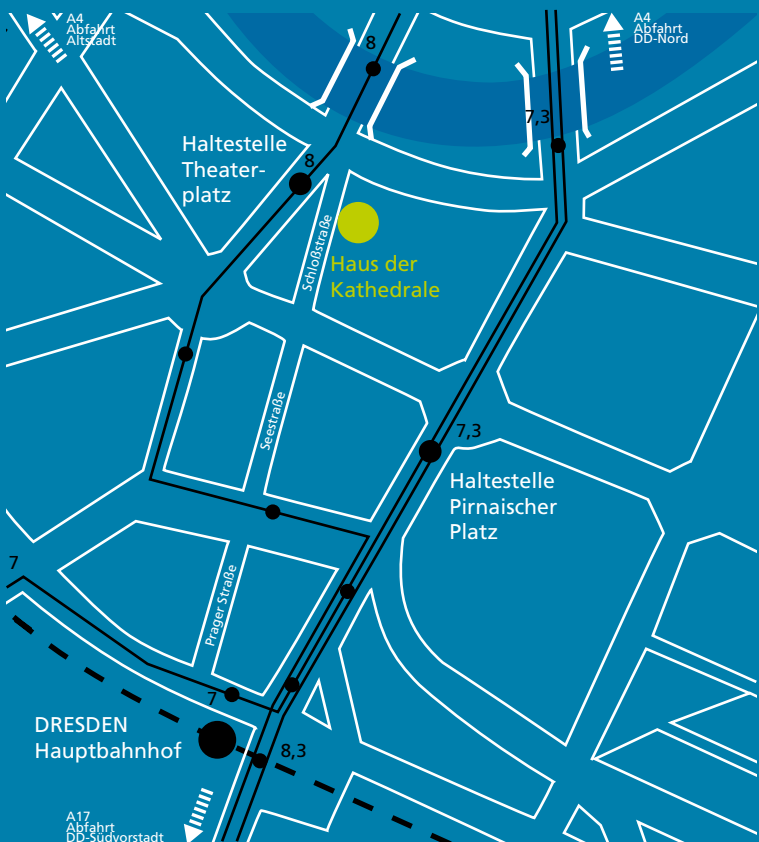 A4
Abfahrt
Altstadt
8
A4
Abfahrt
DD-Nord
7,3
Haltestelle
Theater-
platz
8
Schloßstraße
Haus der
Kathedrale
Seestraße
7,3
Haltestelle
Pirnaischer
Platz
7
Prager Straße
7
DRESDEN
Hauptbahnhof
8,3
A17
Abfahrt
DD-Südvorstadt